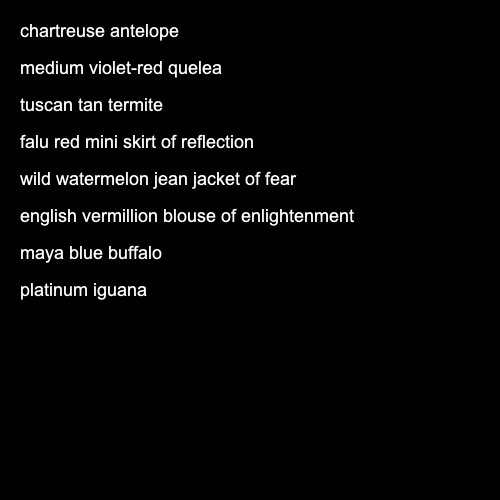 chartreuse antelope
medium violet-red quelea
tuscan tan termite
falu red mini skirt of reflection
wild watermelon jean jacket of fear
english vermillion blouse of enlightenment
maya blue buffalo
platinum iguana